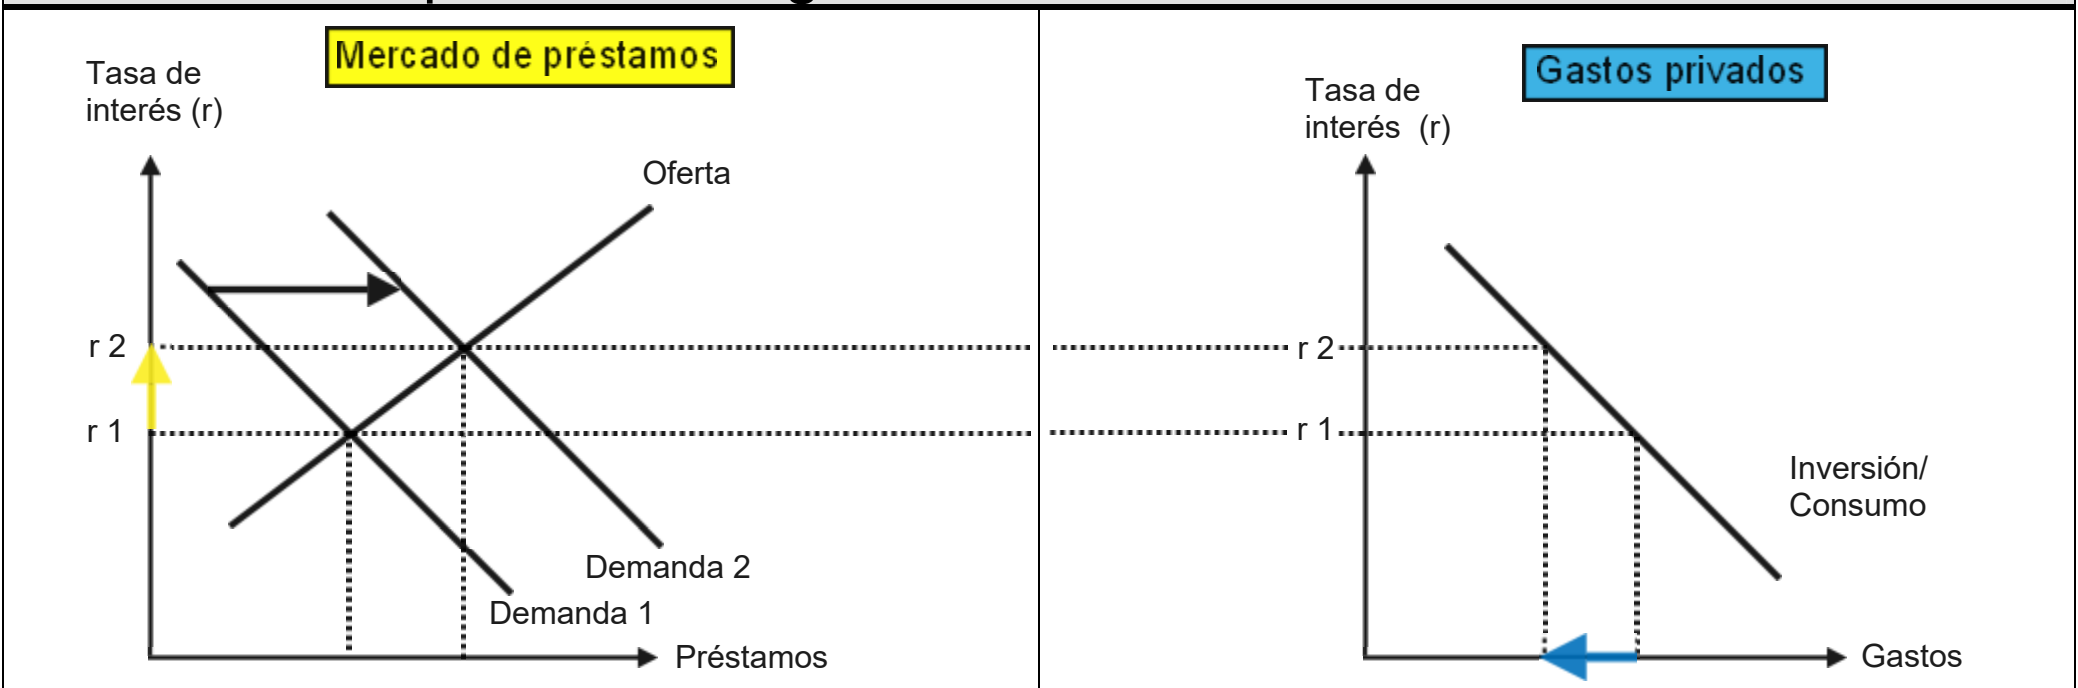 Mercado de préstamos
Tasa de
interés (r)
Oferta
r 2
r 1
Demanda 2
Demanda 1
Préstamos
Gastos privados
Tasa de
interés (r)
r 2
r 1
Inversión/
Consumo
Gastos